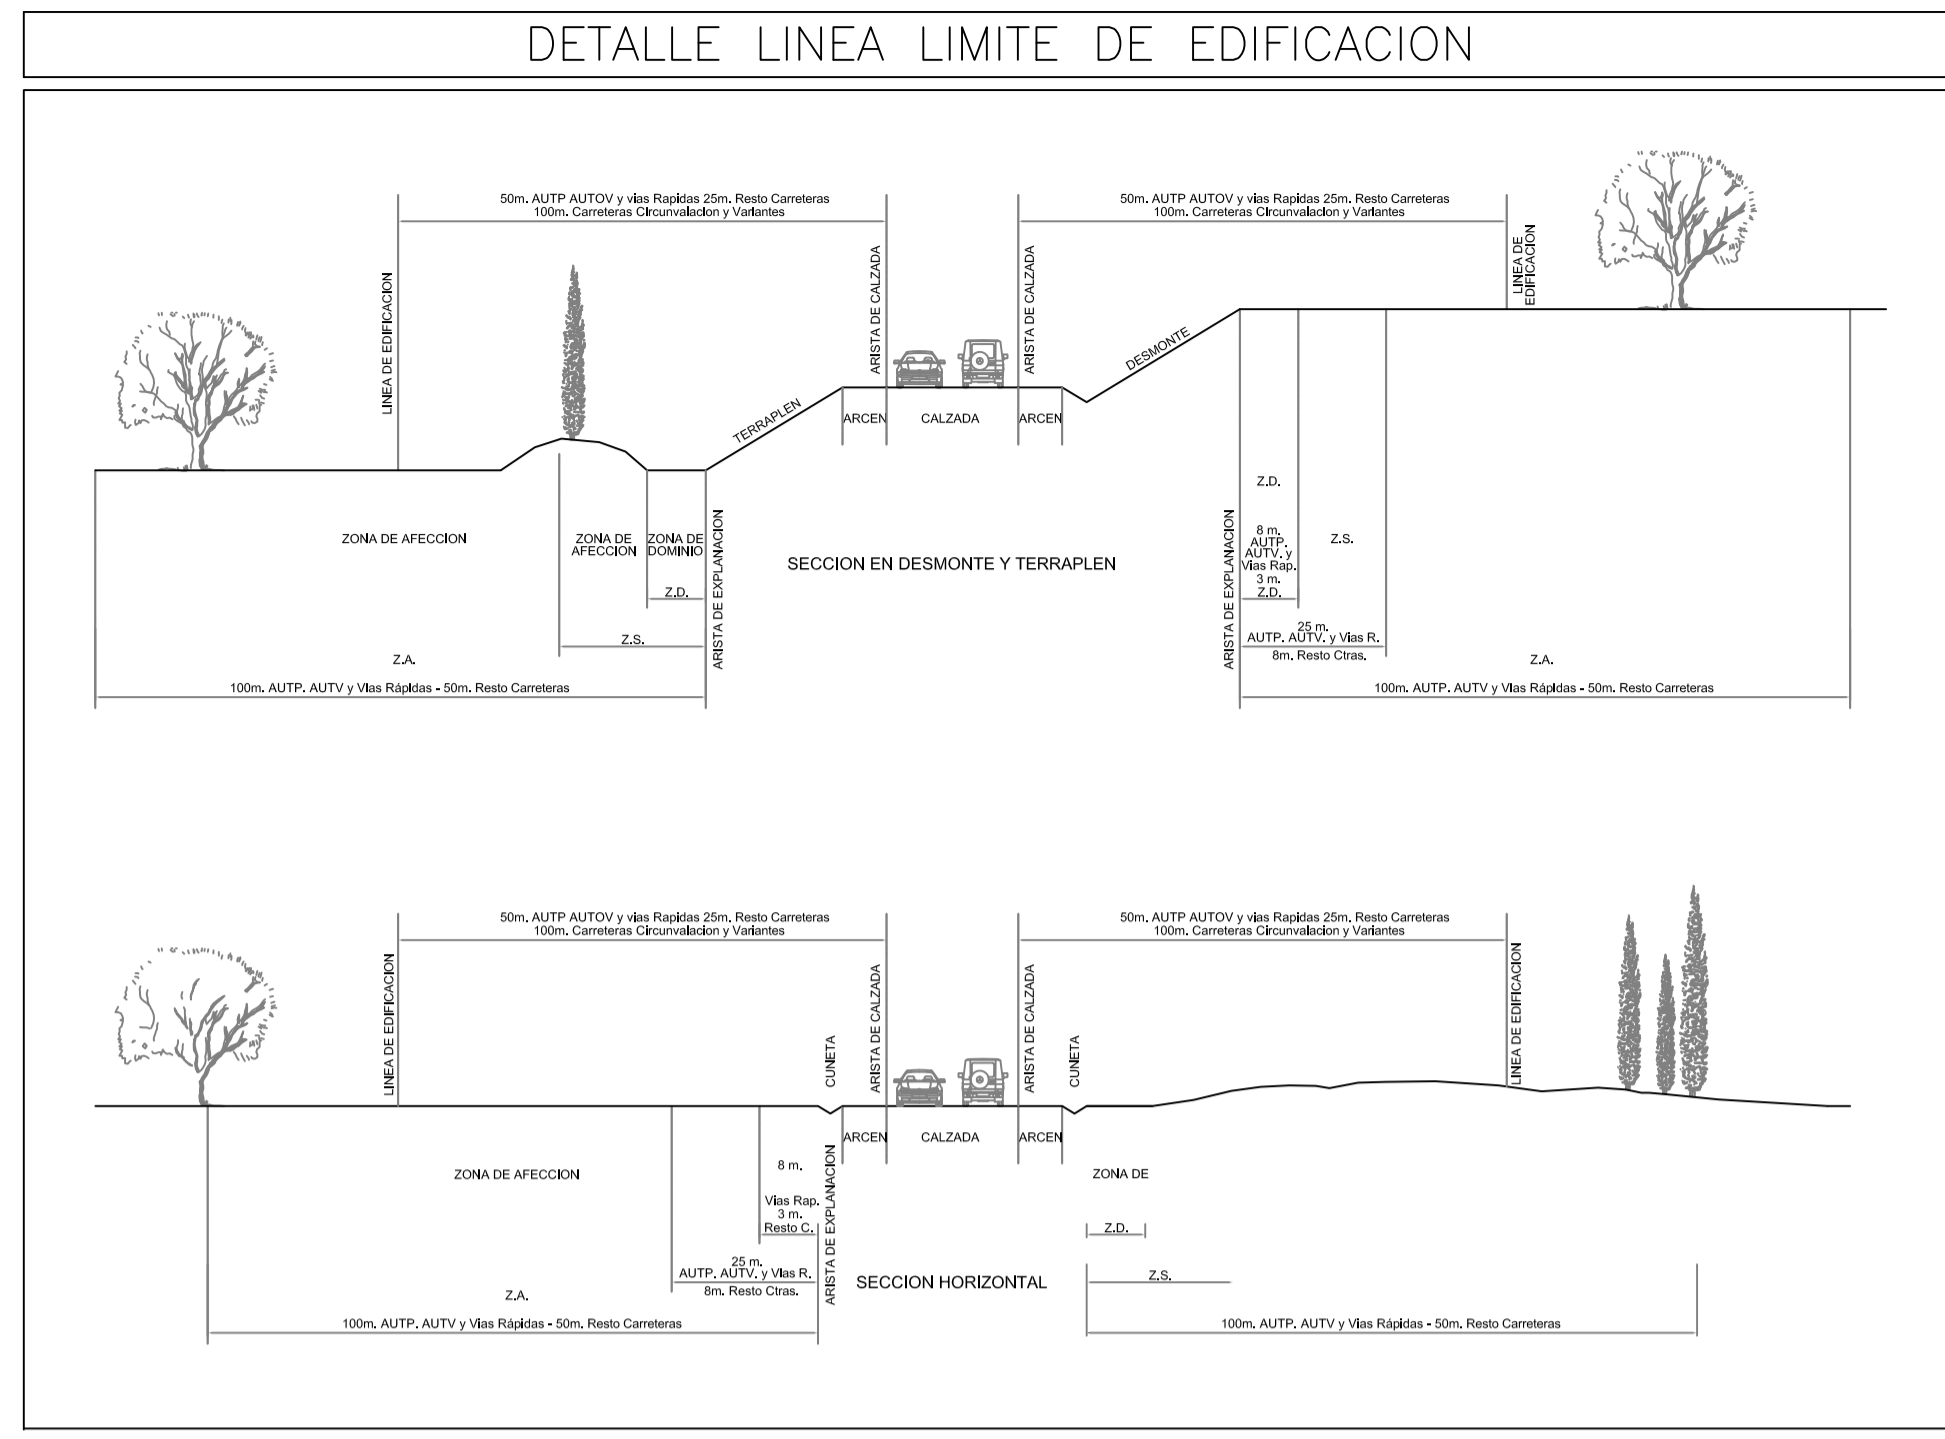 DETALLE LINEA LIMITE DE EDIFICACION
50m. AUTP AUTOV y vias Rapidas 25m. Resto Carreteras
100m. Carreteras Circunvalacion y Variantes
50m. AUTP AUTOV y vias Rapidas 25m. Resto Carreteras
100m. Carreteras Circunvalacion y Variantes
LINEA DE EDIFICACION
ARISTA DE CALZADA
ARISTA DE CALZADA
LINEA DE
EDIFICACION
TERRAPLEN
DESMONTE
ARCEN
CALZADA
ARCEN
ZONA DE AFECCION
ZONA DE
AFECCION
ZONA DE
DOMINIO
Z.D.
Z.S.
Z.A.
100m. AUTP. AUTV y Vías Rápidas - 50m. Resto Carreteras
ARISTA DE EXPLANACION
SECCION EN DESMONTE Y TERRAPLEN
ARISTA DE EXPLANACION
Z.D.
8 m.
AUTP.
AUTV. y
Vias Rap.
3 m.
Z.D.
Z.S.
25 m.
AUTP. AUTV. y Vias R.
8m. Resto Ctras.
Z.A.
100m. AUTP. AUTV y Vías Rápidas - 50m. Resto Carreteras
50m. AUTP AUTOV y vias Rapidas 25m. Resto Carreteras
100m. Carreteras Circunvalacion y Variantes
50m. AUTP AUTOV y vias Rapidas 25m. Resto Carreteras
100m. Carreteras Circunvalacion y Variantes
LINEA DE EDIFICACION
CUNETA
ARISTA DE CALZADA
ARISTA DE CALZADA
CUNETA
LINEA DE EDIFICACION
ARCEN
CALZADA
ARCEN
ZONA DE AFECCION
8 m.
Vias Rap.
3 m.
Resto C.
25 m.
AUTP. AUTV. y Vias R.
8m. Resto Ctras.
Z.A.
100m. AUTP. AUTV y Vias Rápidas - 50m. Resto Carreteras
ARISTA DE EXPLANACION
SECCION HORIZONTAL
ZONA DE
Z.D.
Z.S.
100m. AUTP. AUTV y Vias Rápidas - 50m. Resto Carreteras